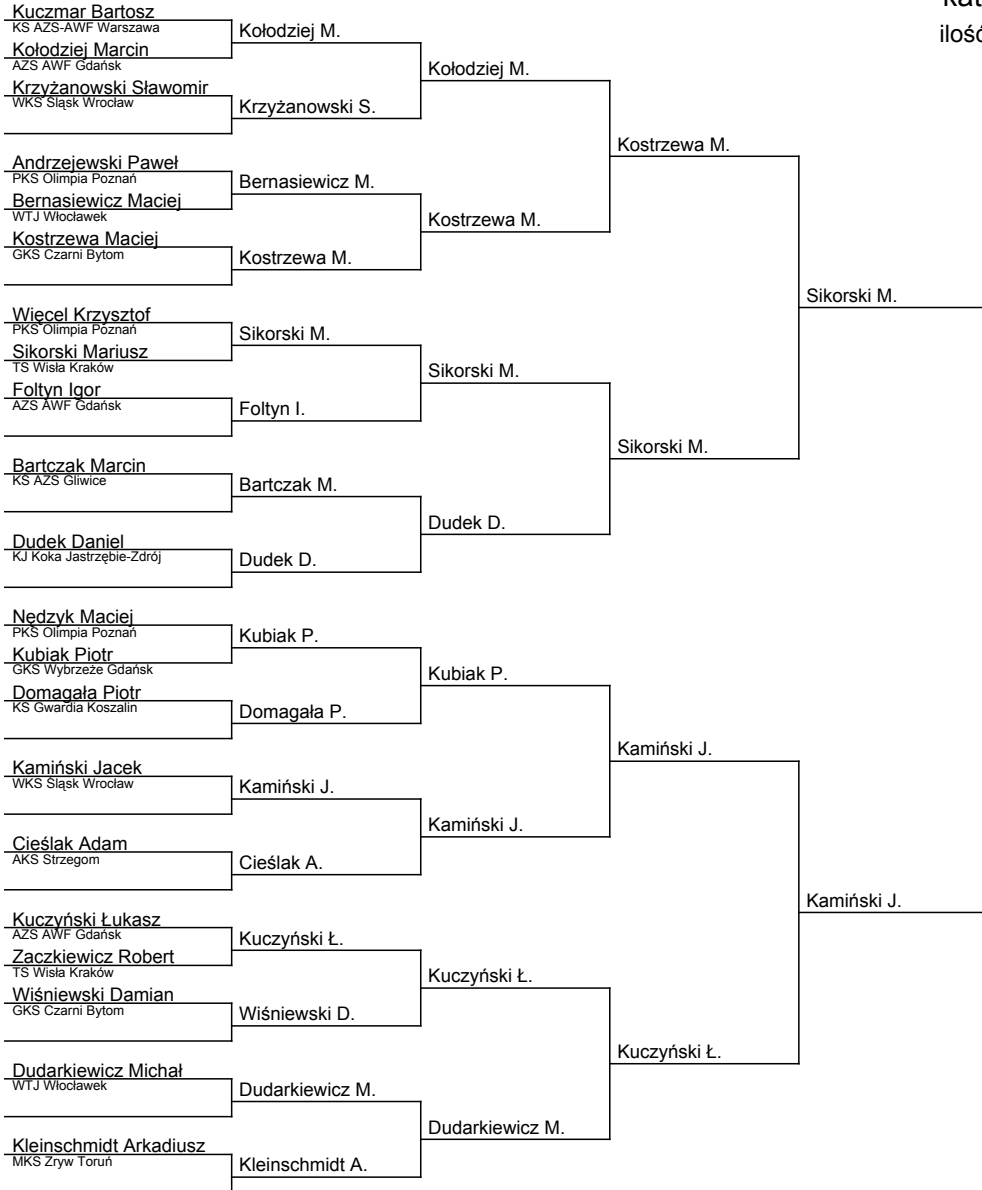 Kuczmar Bartosz
KS AZS-AWF Warszawa
Kołodziej Marcin
AZS AWF Gdańsk
Krzyżanowski Sławomir
WKS Śląsk Wrocław
Andrzejewski Paweł
PKS Olimpia Poznań
Bernasiewicz Maciej
WTJ Włocławek
Kostrzewa Maciej
GKS Czarni Bytom
Więcel Krzysztof
PKS Olimpia Poznań
Sikorski Mariusz
TS Wisła Kraków
Foltyn Igor
AZS AWF Gdańsk
Bartczak Marcin
KS AZS Gliwice
Dudek Daniel
KJ Koka Jastrzębie-Zdrój
Nędzyk Maciej
PKS Olimpia Poznań
Kubiak Piotr
GKS Wybrzeże Gdańsk
Domagała Piotr
KS Gwardia Koszalin
Kamiński Jacek
WKS Śląsk Wrocław
Cieślak Adam
AKS Strzegom
Kuczyński Łukasz
AZS AWF Gdańsk
Zaczkiewicz Robert
TS Wisła Kraków
Wiśniewski Damian
GKS Czarni Bytom
Dudarkiewicz Michał
WTJ Włocławek
Kleinschmidt Arkadiusz
MKS Zryw Toruń
Kołodziej M.
Krzyżanowski S.
Bernasiewicz M.
Kostrzewa M.
Sikorski M.
Foltyn I.
Bartczak M.
Dudek D.
Kubiak P.
Domagała P.
Kamiński J.
Cieślak A.
Kuczyński Ł.
Wiśniewski D.
Dudarkiewicz M.
Kleinschmidt A.
Kołodziej M.
Kostrzewa M.
Sikorski M.
Dudek D.
Kubiak P.
Kamiński J.
Kuczyński Ł.
Dudarkiewicz M.
Kostrzewa M.
Sikorski M.
Kamiński J.
Kuczyński Ł.
Sikorski M.
Kamiński J.
ilość